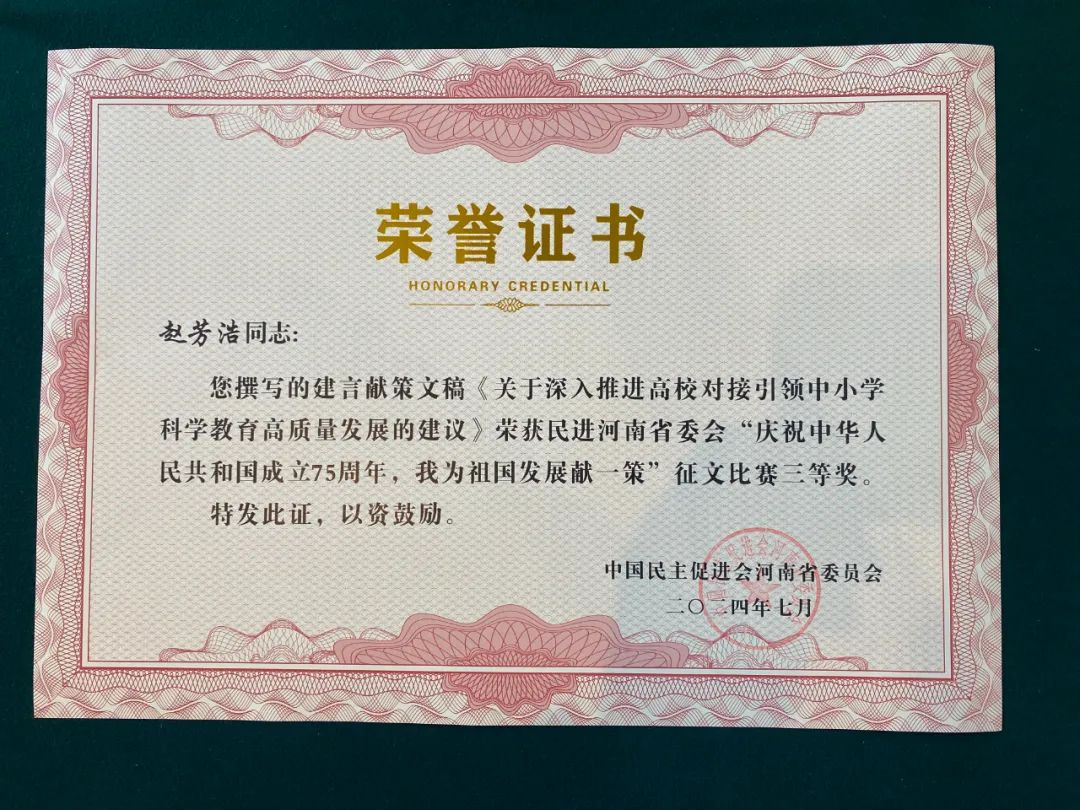 荣誉证书
HONORARY CREDENTIAL
赵芳浩同志:
您撰写的建言献策文稿《关于深入推进高校对接引领中小学
科学教育高质量发展的建议》荣获民进河南省委会“庆祝中华人
民共和国成立75周年，我为祖国发展献一策”征文比赛三等奖。
特发此证，以资鼓励。
中国民主促进会河南省委员会
二〇二四年七月